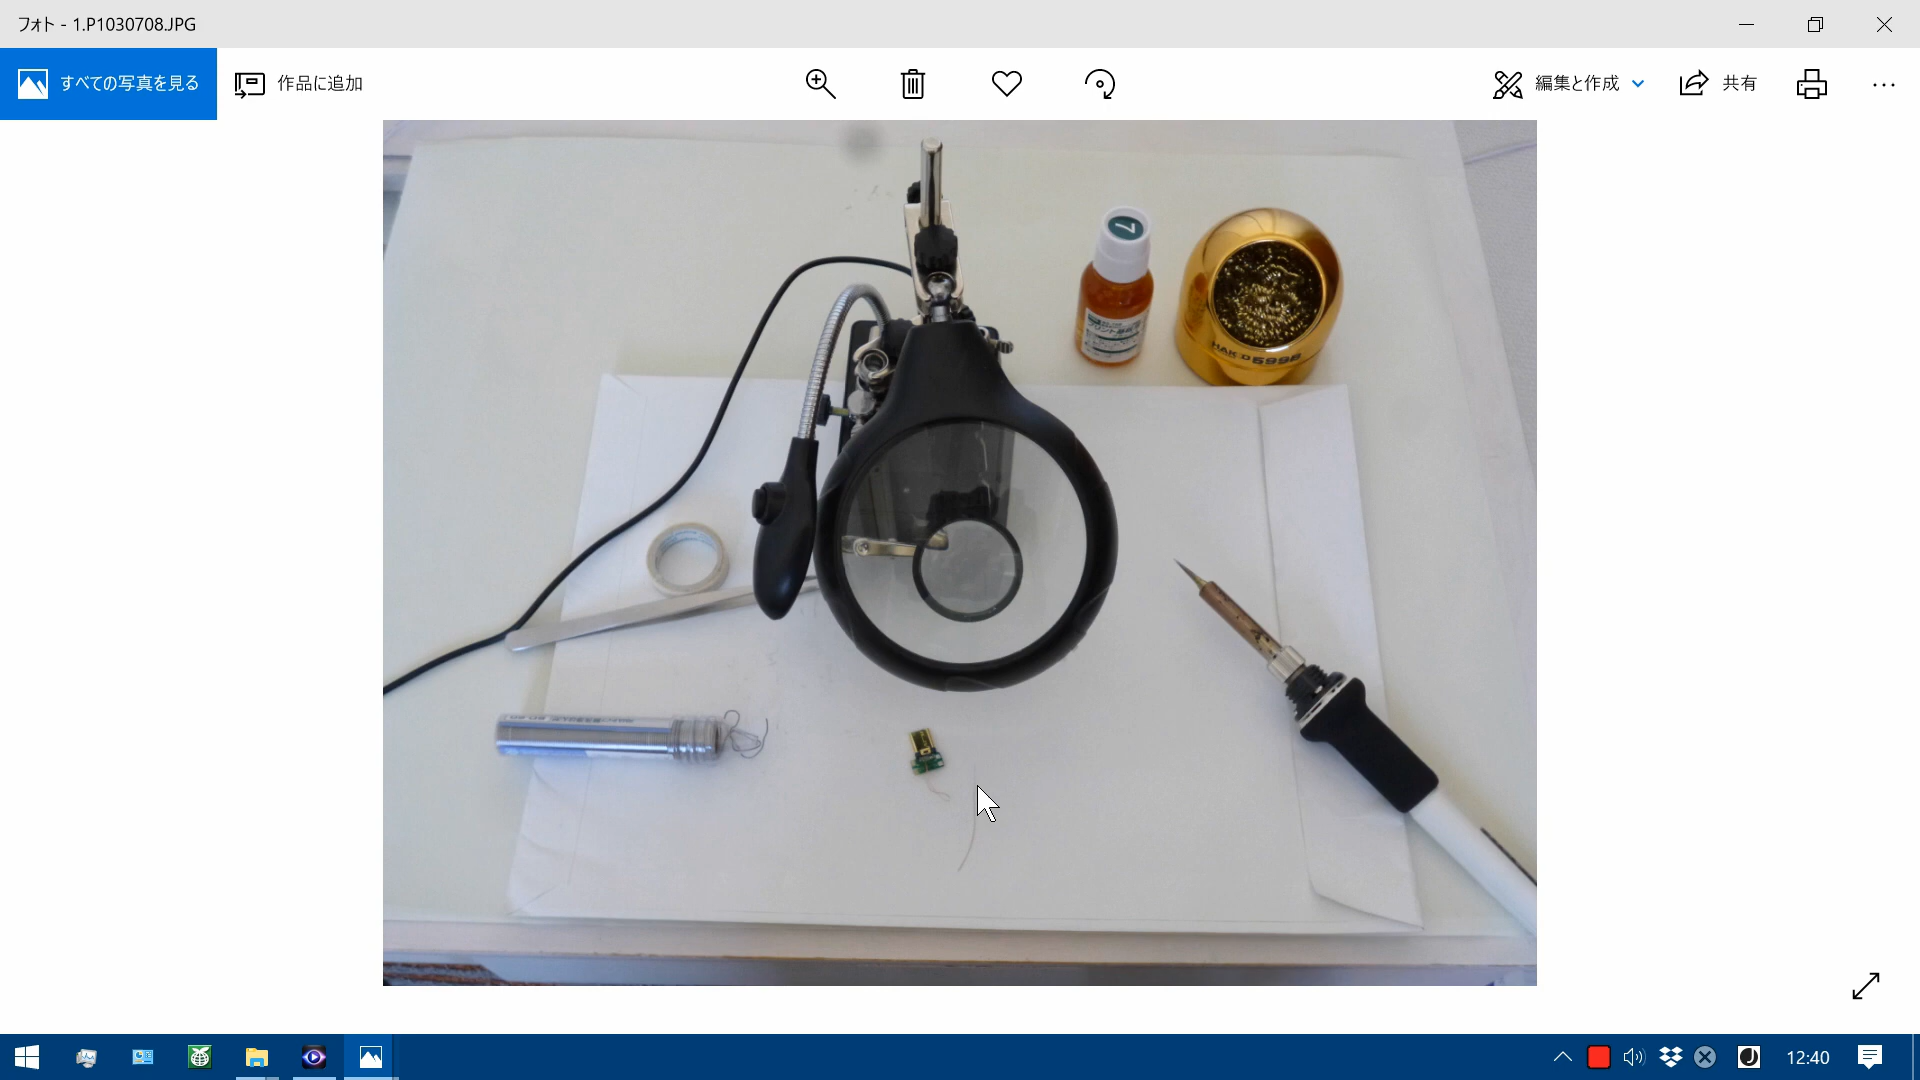 フォト - 1.P1030708.JPG
すべての写真を見る
作品に追加
編集と作成
共有
7
HAKKO 599B
12:40